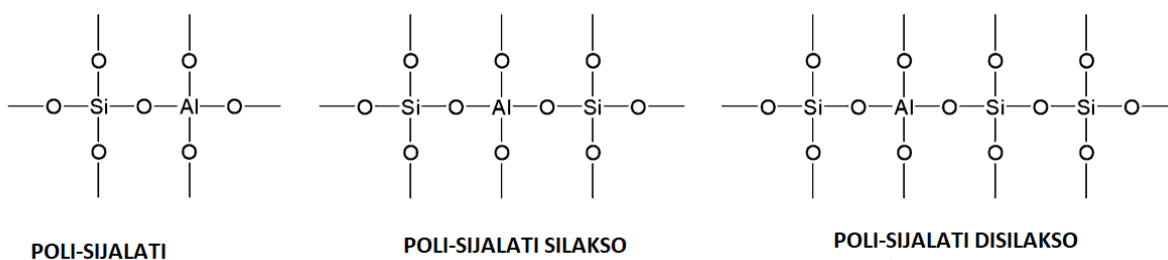 O O O O O O O O O
O Si O Al O O Si O Al O Si O O Si O Al O Si O Si O
O O O O O O O O O
POLI-SIJALATI POLI-SIJALATI SILAKSO POLI-SIJALATI DISILAKSO